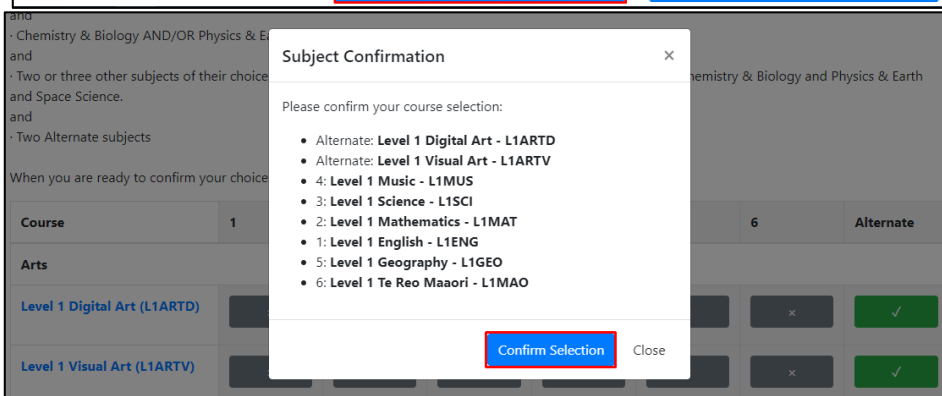 and
· Chemistry & Biology AND/OR Physics & Ea
and
· Two or three other subjects of their choice hemistry & Biology and Physics & Earth
and Space Science.
and
· Two Alternate subjects
When you are ready to confirm your choice
Subject Confirmation ×
Please confirm your course selection:
• Alternate: Level 1 Digital Art - L1ARTD
• Alternate: Level 1 Visual Art - L1ARTV
• 4: Level 1 Music - L1MUS
• 3: Level 1 Science - L1SCI
• 2: Level 1 Mathematics - L1MAT
• 1: Level 1 English - L1ENG
• 5: Level 1 Geography - L1GEO
• 6: Level 1 Te Reo Maaori - L1MAO
Confirm Selection Close
Course 1 6 Alternate
Arts
Level 1 Digital Art (L1ARTD) × ✓
Level 1 Visual Art (L1ARTV) × ✓